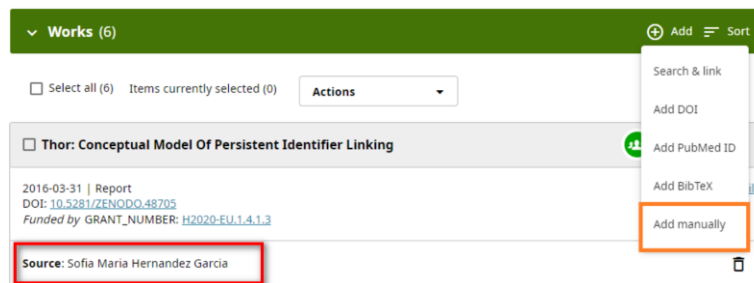 Works (6)
Add Sort
Search & link
Select all (6) Items currently selected (0) Actions
Add DOI
Thor: Conceptual Model Of Persistent Identifier Linking
Add PubMed ID
2016-03-31 | Report
Add BibTeX
DOI: 10.5281/ZENODO.48705
Funded by GRANT_NUMBER: H2020-EU.1.4.1.3
Add manually
Source: Sofia Maria Hernandez Garcia